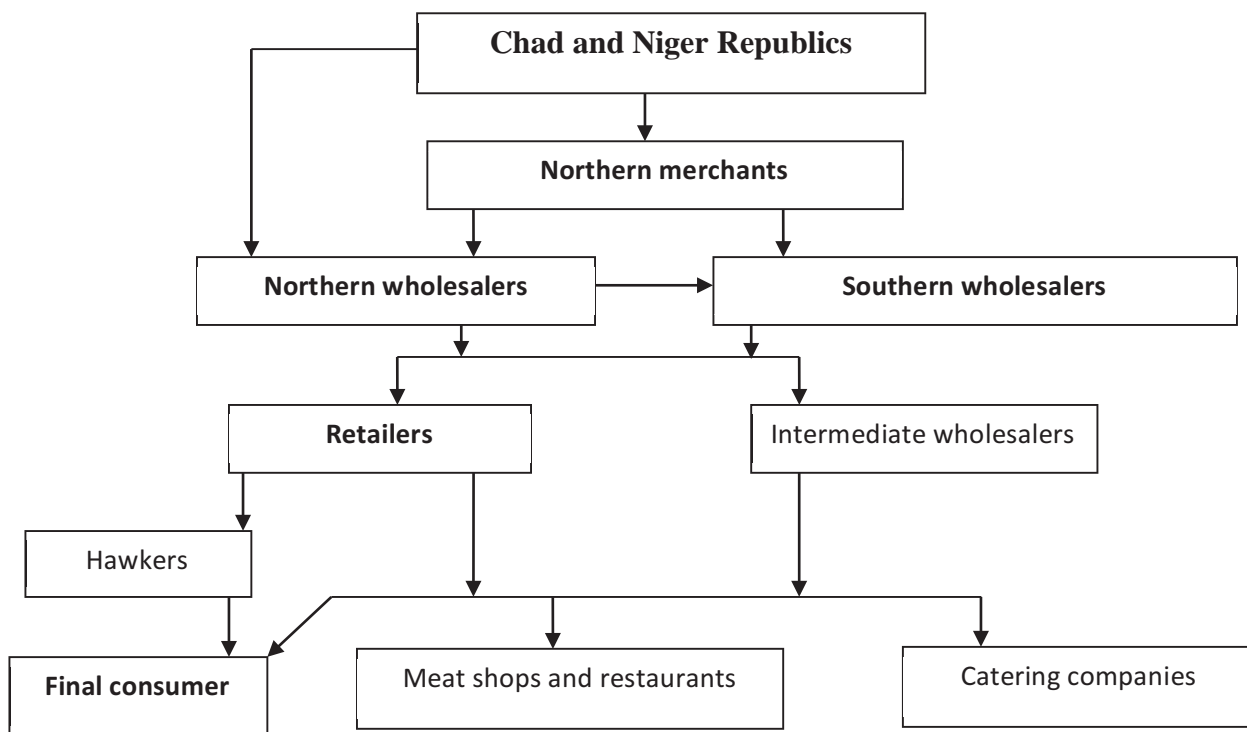 Chad and Niger Republics
Northern merchants
Northern wholesalers
Southern wholesalers
Retailers
Intermediate wholesalers
Hawkers
Final consumer
Meat shops and restaurants
Catering companies